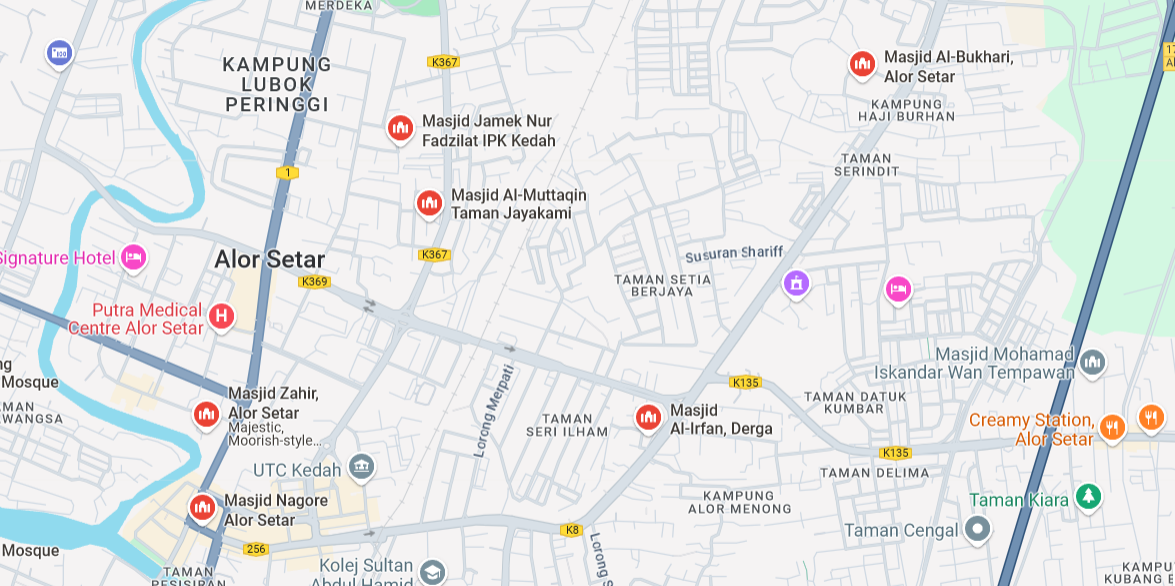 MERDEKA
KAMPUNG
LUBOK
PERINGGI
K367
Masjid Al-Bukhari,
Alor Setar
KAMPUNG
HAJI BURHAN
Masjid Jamek Nur
Fadzilat IPK Kedah
TAMAN
SERINDIT
1
Masjid Al-Muttaqin
Taman Jayakami
Signature Hotel
Alor Setar
K367
Susuran Shariff
K369
TAMAN SETIA
BERJAYA
Putra Medical
Centre Alor Setar
Masjid Mohamad
Iskandar Wan Tempawan
Mosque
K135
Lorong Merpati
Masjid Zahir,
Alor Setar
Majestic,
Moorish-style...
TAMAN
SERI ILHAM
Masjid
Al-Irfan, Derga
TAMAN DATUK
KUMBAR
Creamy Station,
Alor Setar
K135
UTC Kedah
TAMAN DELIMA
Masjid Nagore
Alor Setar
KAMPUNG
ALOR MENONG
Taman Kiara
K8
Taman Cengal
256
Mosque
Lorong
Kolej Sultan
Abdul Hamid
TAMAN
PESISIRAN